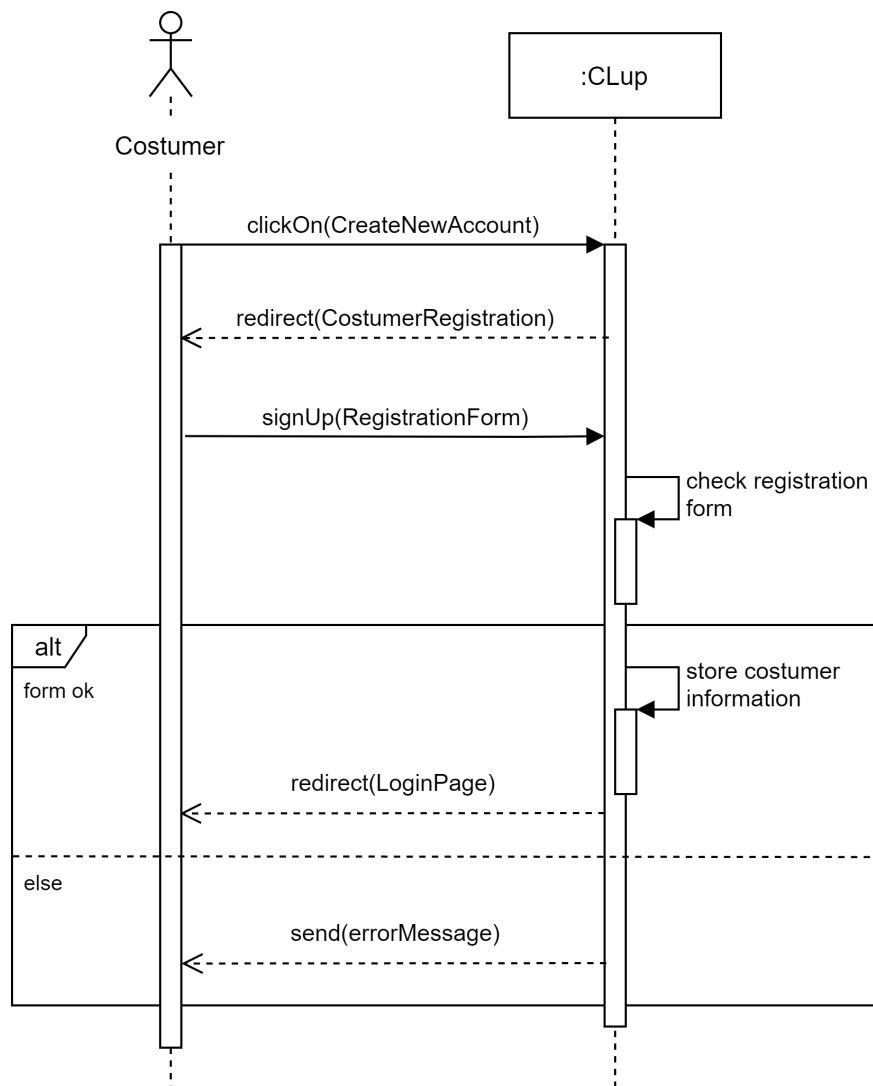 :CLup
Costumer
clickOn(CreateNewAccount)
redirect(CostumerRegistration)
signUp(RegistrationForm)
check registration
form
alt
form ok
store costumer
information
redirect(LoginPage)
else
send(errorMessage)